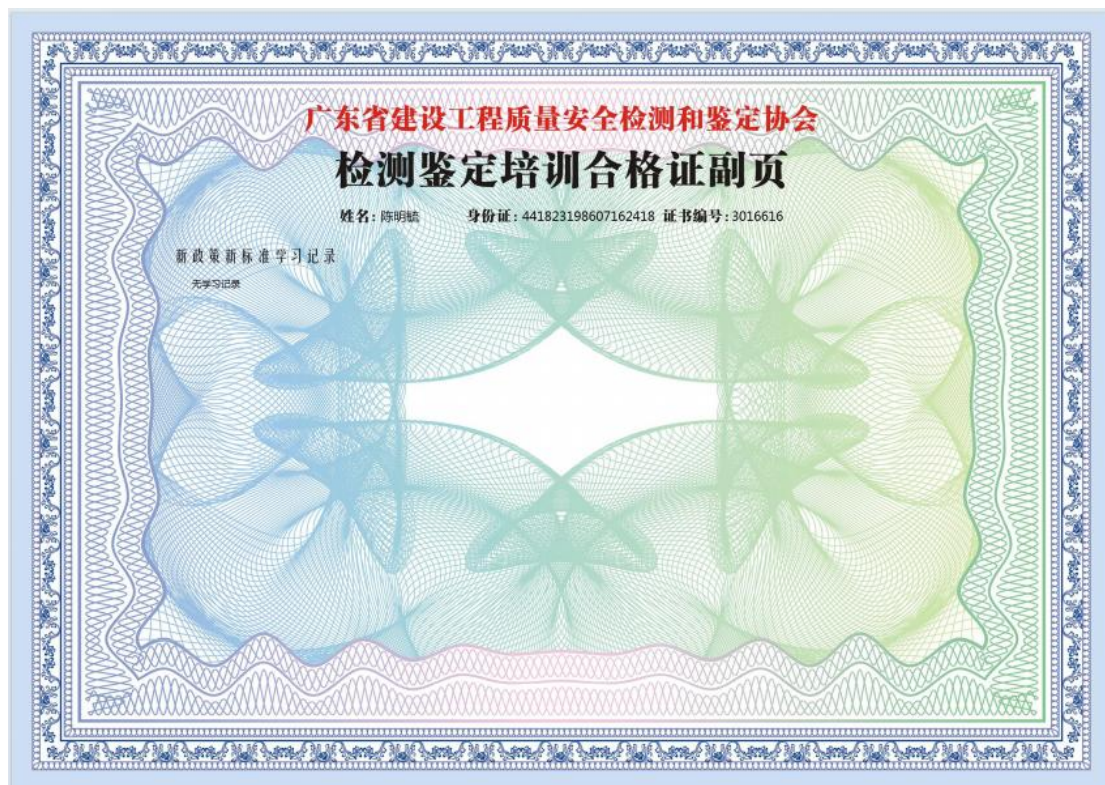 广东省建设工程质量安全检测和鉴定协会
检测鉴定培训合格证副页
姓名：陈明毓 身份证：441823198607162418 证书编号：3016616
新政策新标准学习记录
无学习记录